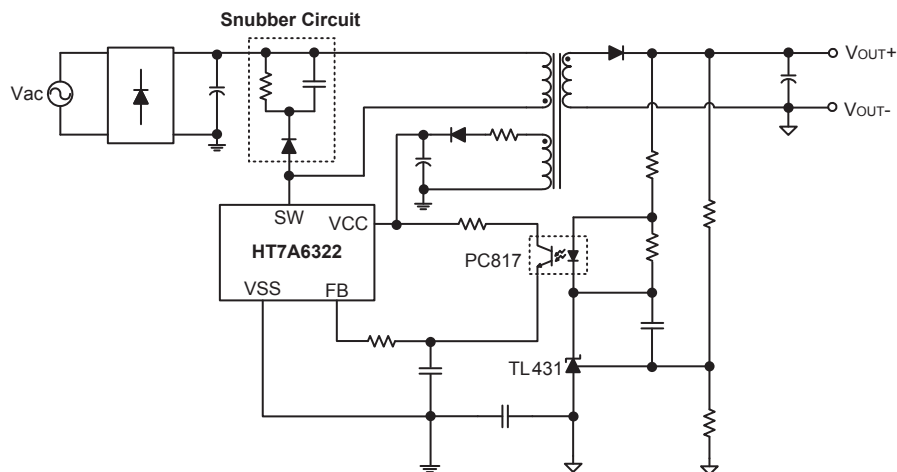 Snubber Circuit
Vac
VOUT+
VOUT-
SW
VCC
HT7A6322
VSS
FB
PC817
TL431